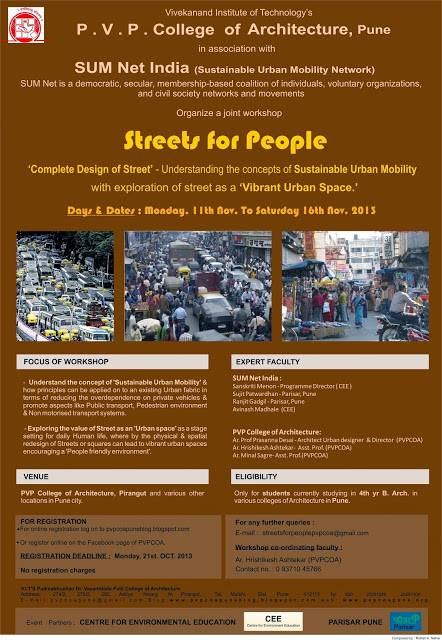 Vivekanand Institute of Technology's
P . V . P . College of Architecture, Pune
in association with
SUM Net India (Sustainable Urban Mobility Network)
SUM Net is a democratic, secular, membership-based coalition of individuals, voluntary organizations,
and civil society networks and movements
Organize a joint workshop
Streets for People
'Complete Design of Street' - Understanding the concepts of Sustainable Urban Mobility
with exploration of street as a 'Vibrant Urban Space.'
Days & Dates : Monday, 11th Nov. To Saturday 16th Nov. 2013
FOCUS OF WORKSHOP
- Understand the concept of 'Sustainable Urban Mobility' &
how principles can be applied on to an existing Urban fabric in
terms of reducing the overdependence on private vehicles &
promote aspects like Public transport, Pedestrian environment
& Non motorised transport systems.
- Exploring the value of Street as an 'Urban space' as a stage
setting for daily Human life, where by the physical & spatial
redesign of Streets or squares can lead to vibrant urban spaces
encouraging a 'People friendly environment'.
EXPERT FACULTY
SUM Net India :
Sanskriti Menon - Programme Director ( CEE )
Sujit Patwardhan - Parisar, Pune
Ranjit Gadgil - Parisar, Pune
Avinash Madhale (CEE)
PVP College of Architecture:
Ar. Prof Prasanna Desai - Architect Urban designer & Director (PVPCOA)
Ar. Hrishikesh Ashtekar- Asst. Prof. (PVPCOA)
Ar. Minal Sagre- Asst. Prof.(PVPCOA)
VENUE
PVP College of Architecture, Pirangut and various other
locations in Pune city.
ELIGIBILITY
Only for students currently studying in 4th yr B. Arch. in
various colleges of Architecture in Pune.
FOR REGISTRATION
•For online registration log on to pvpcoapuneblog.blogspot.com
•Or register online on the Facebook page of PVPCOA.
REGISTRATION DEADLINE : Monday, 21st. OCT. 2013
No registration charges
For any further queries :
E-mail : streetsforpeoplepvpcoa@gmail.com
Workshop co-ordinating faculty :
Ar. Hrishikesh Ashtekar (PVPCOA)
Contact no. : 0 93710 45766
Padmabhushan Dr. Vasantdada Patil College of Architecture
Event Partners : CENTRE FOR ENVIRONMENTAL EDUCATION
CEE
Centre for Environment Education
PARISAR PUNE
Parisar